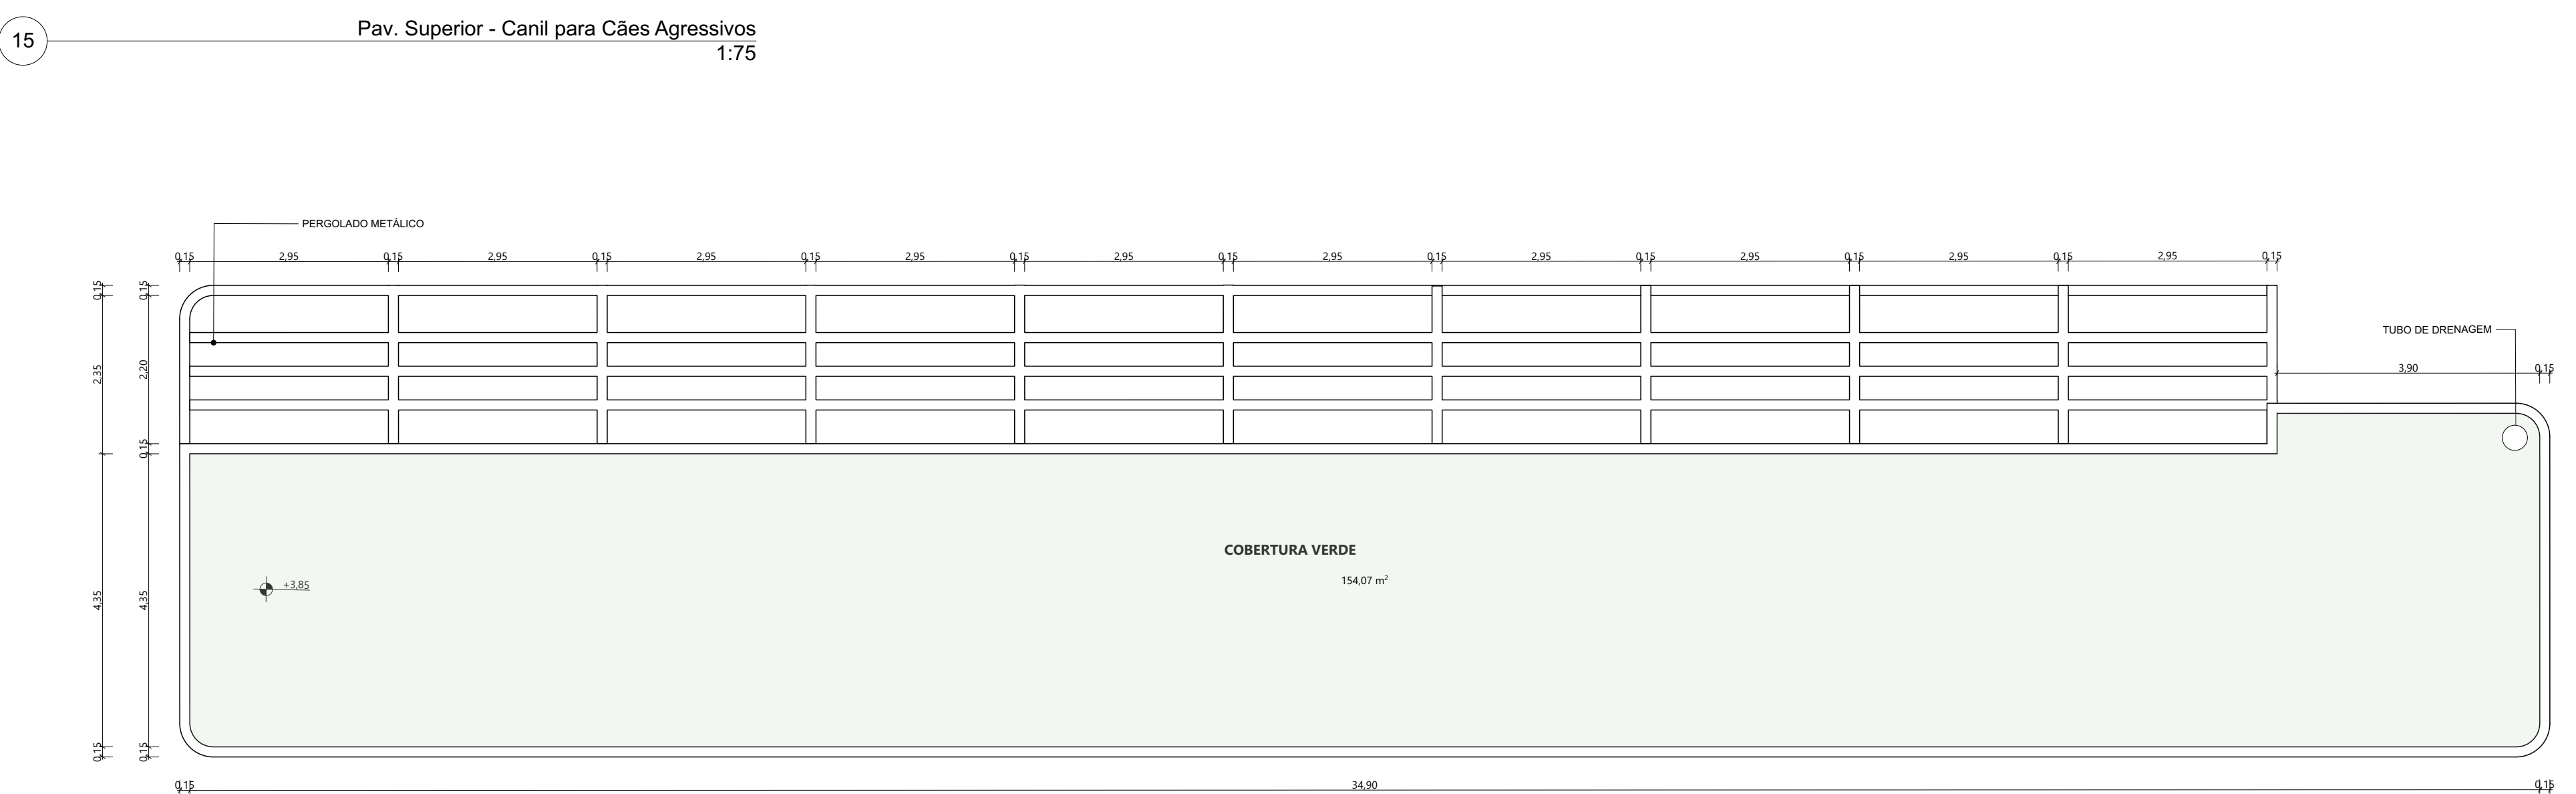 15
Pav. Superior - Canil para Cães Agressivos
1:75
PERGOLADO METÁLICO
0,15 2,95 0,15 2,95 0,15 2,95 0,15 2,95 0,15 2,95 0,15 2,95 0,15 2,95 0,15 2,95 0,15 2,95 0,15 2,95 0,15
0,15 0,15
TUBO DE DRENAGEM
2,35 2,20
3,90 0,15
0,15
COBERTURA VERDE
154,07 m²
+3,85
4,35 4,35
0,15 0,15
0,15 34,90 0,15